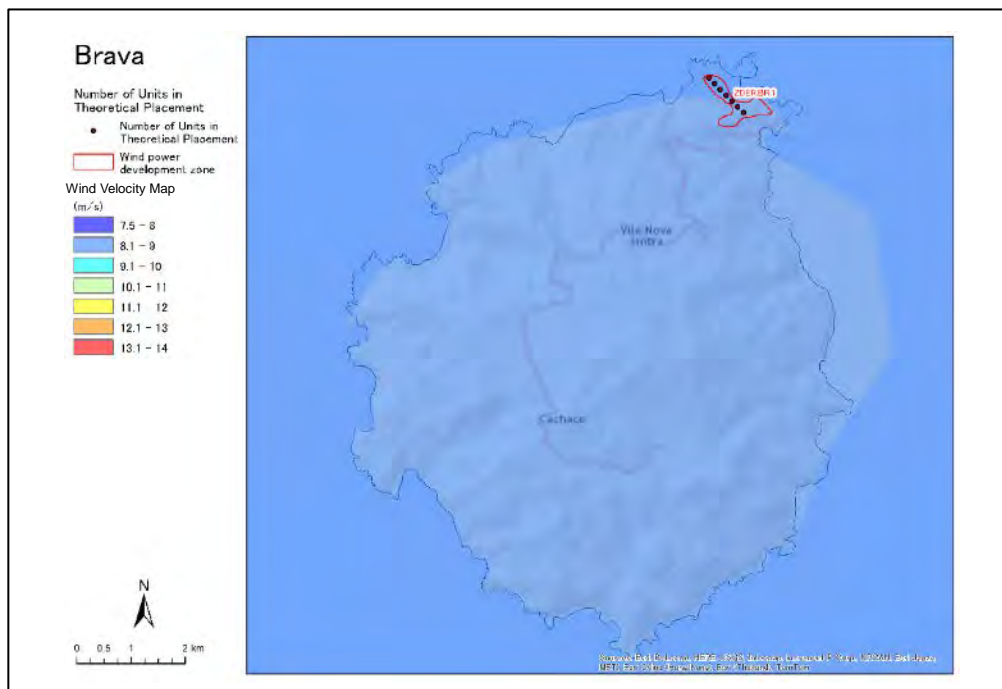 Brava
Number of Units in
Theoretical Placement
Number of Units in
Theoretical Placement
Wind power
development zone
Wind Velocity Map
(m/s)
7.5 - 8
8.1 - 9
9.1 - 10
10.1 - 11
11.1 - 12
12.1 - 13
13.1 - 14
ZDER.BR.1
Vila Nova
Sintra
Cachaco
N
0 0.5 1 2 km